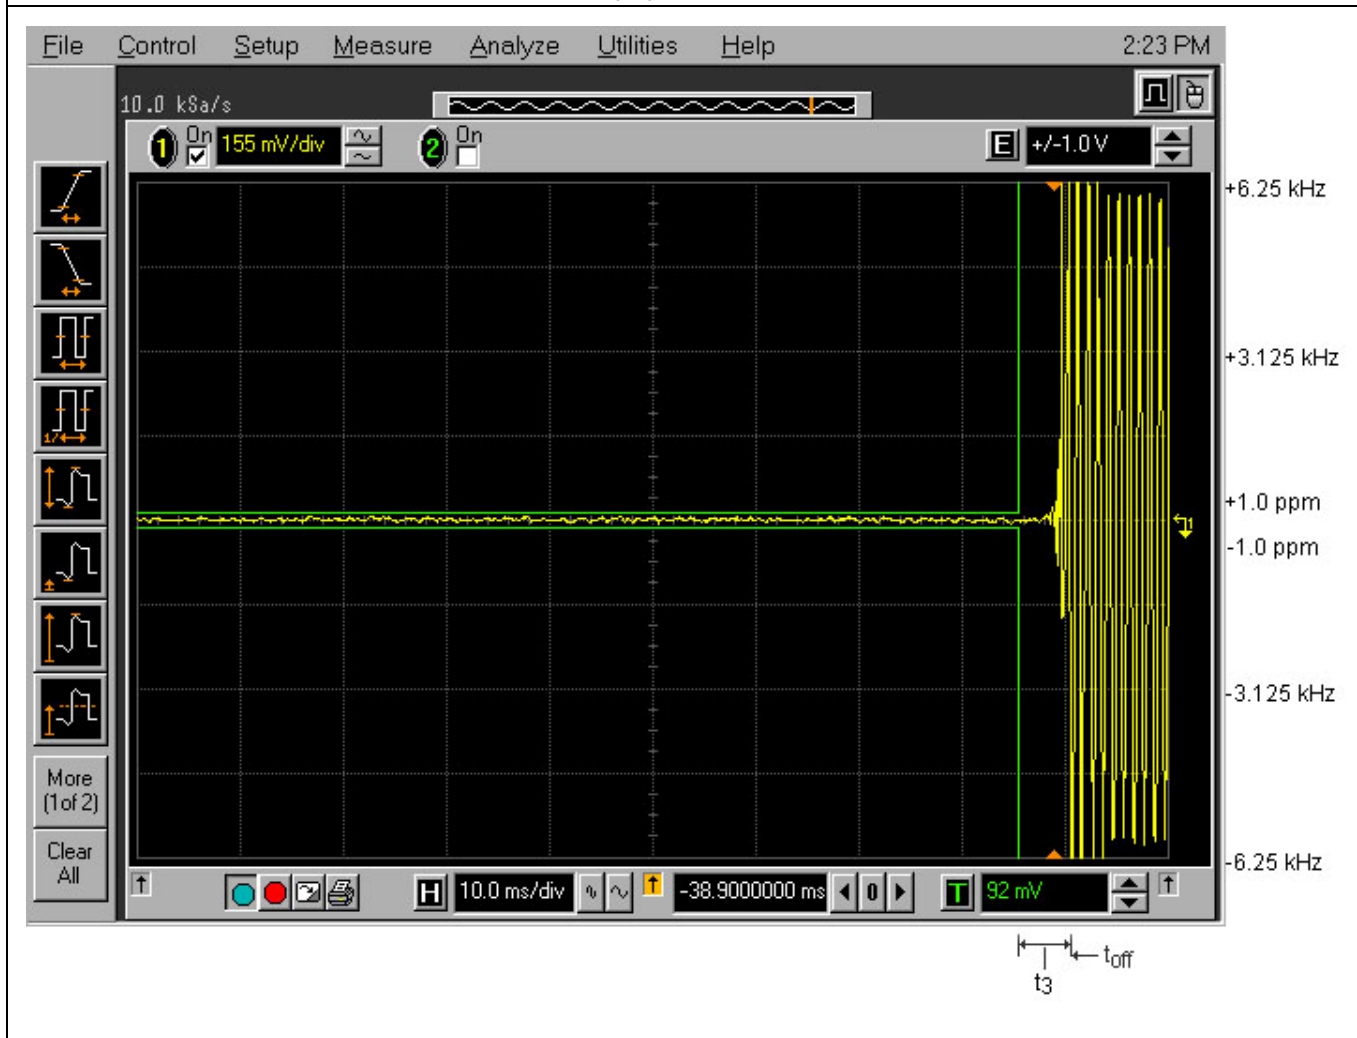 File Control Setup Measure Analyze Utilities Help 2:23 PM
10.0 kSa/s
1 On 155 mV/div 2 On E +/-1.0 V
+6.25 kHz
+3.125 kHz
+1.0 ppm
1
-1.0 ppm
-3.125 kHz
-6.25 kHz
1/
More
(1of 2)
Clear
All
H 10.0 ms/div -38.9000000 ms 0 T 92 mV
toff
t3